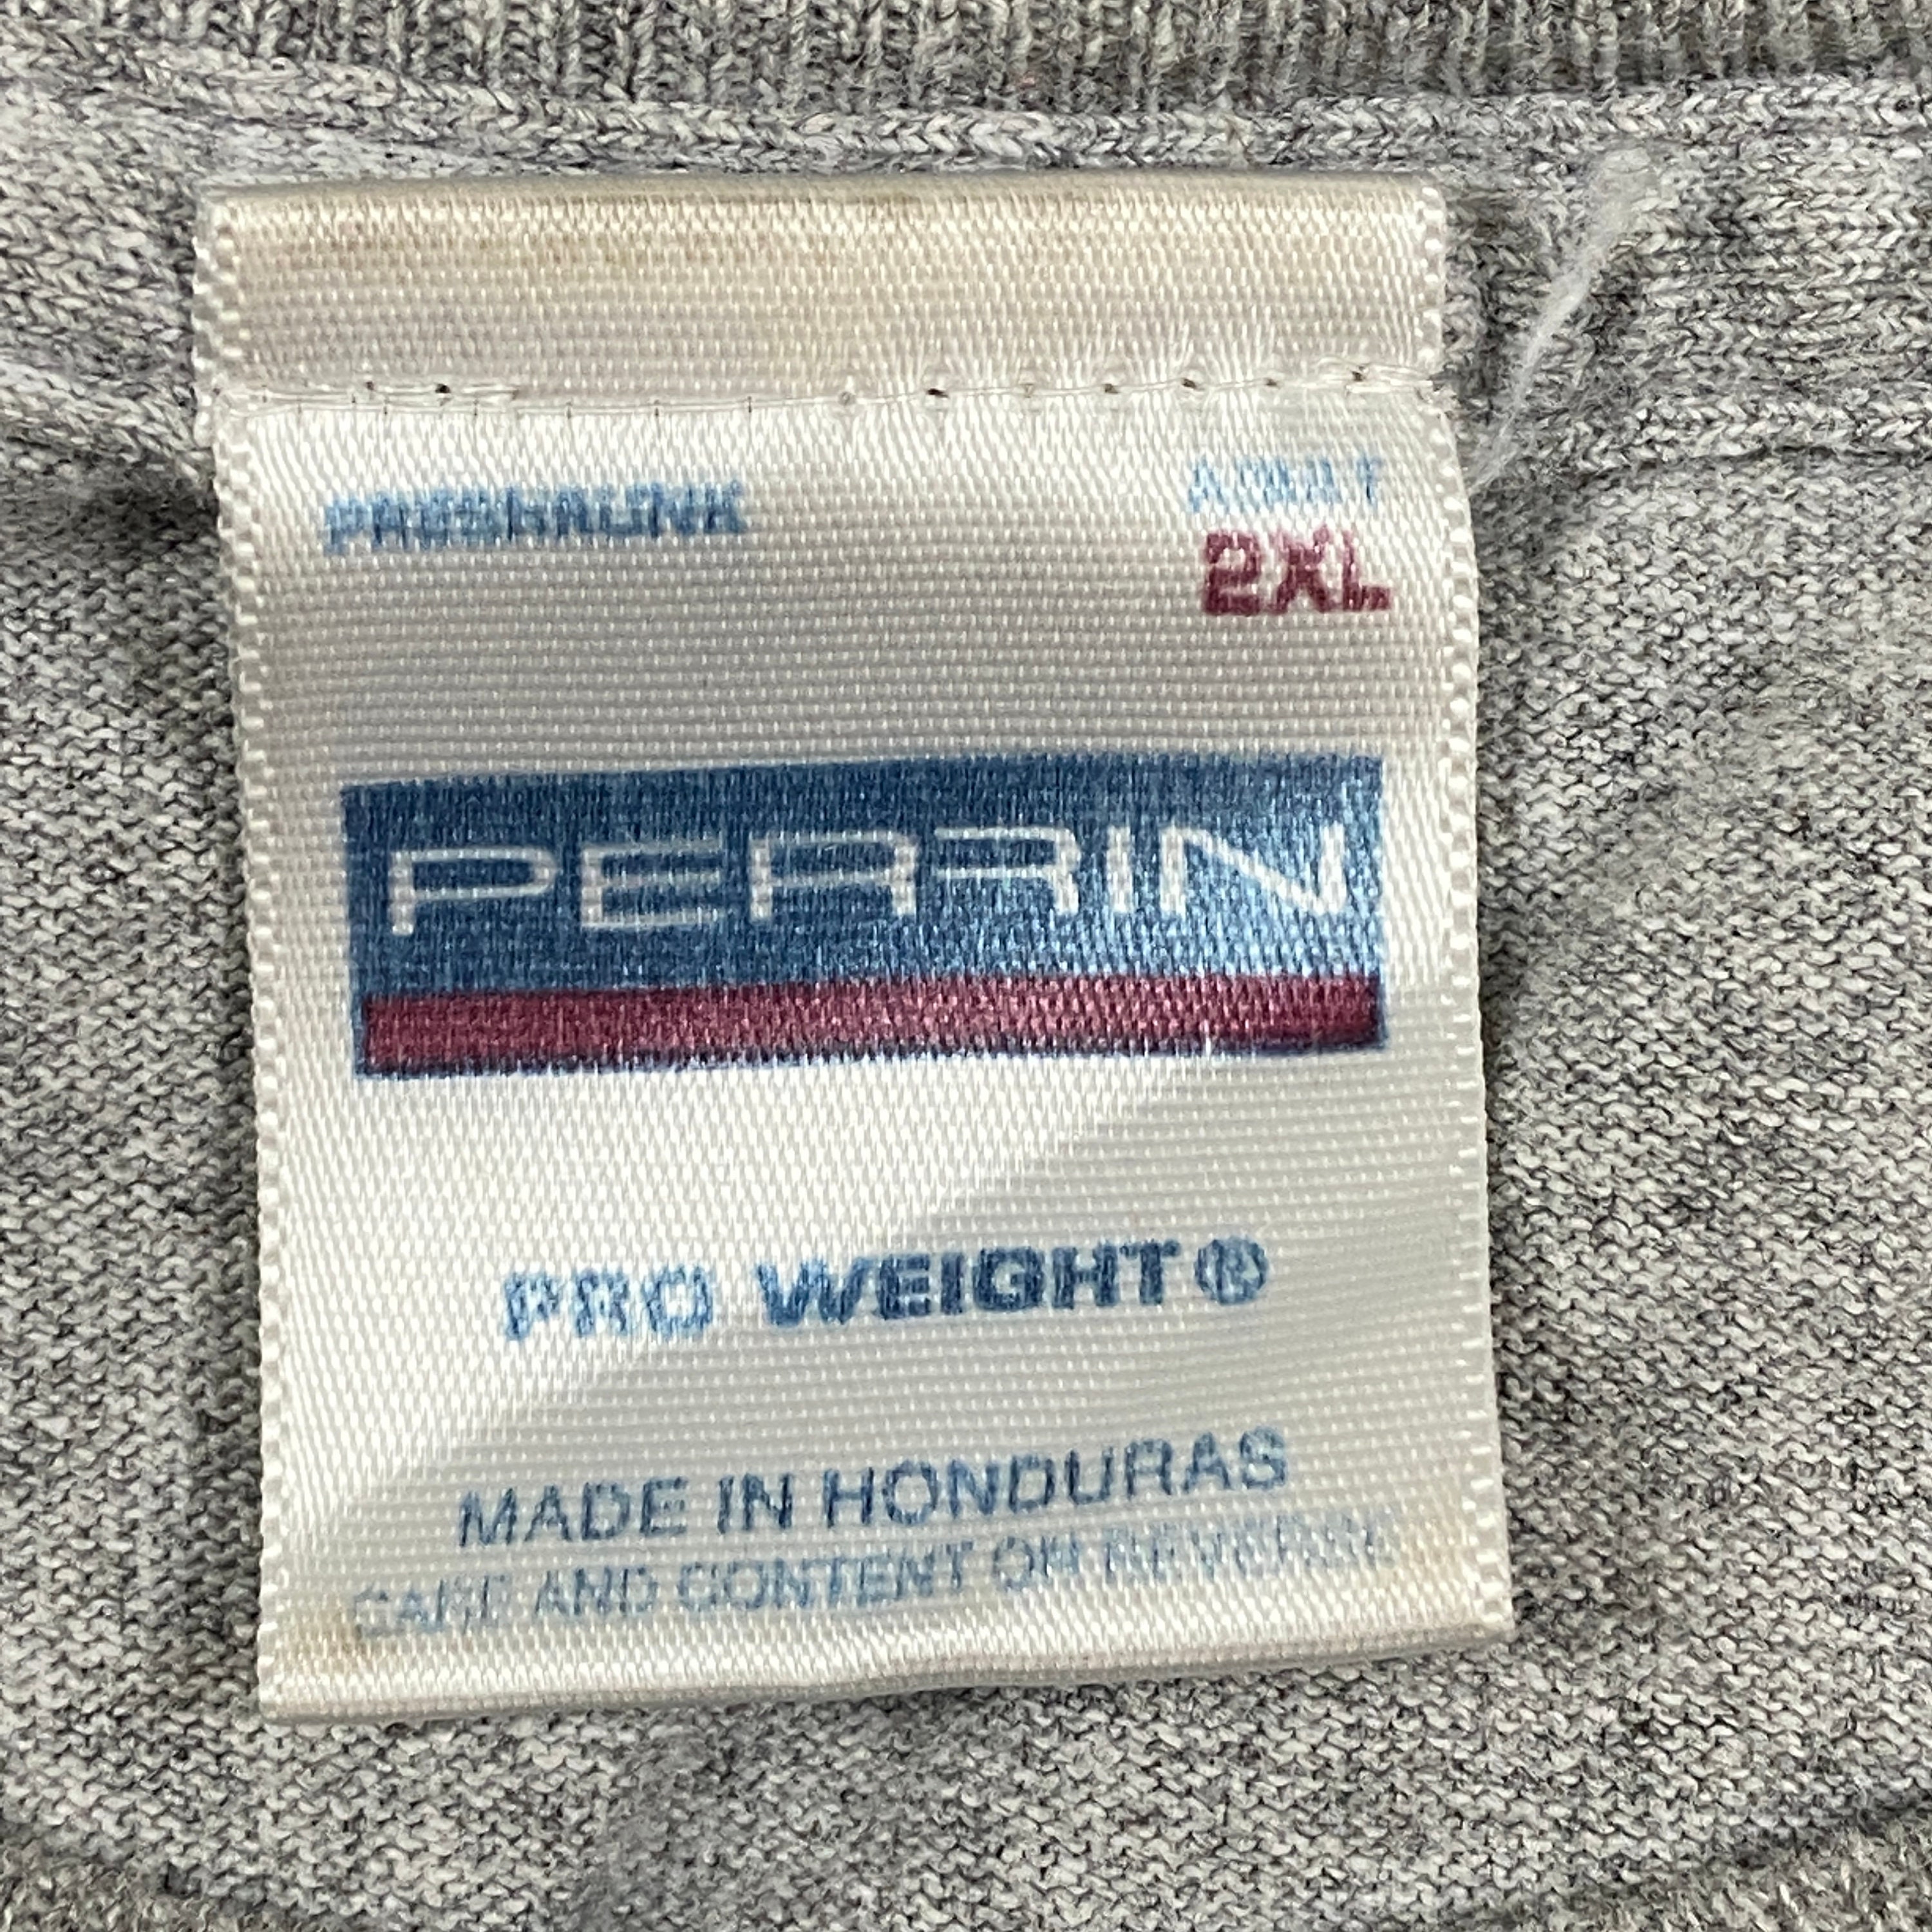 PRESHRUNK
ADULT
2XL
PERRIN
PRO WEIGHT®
MADE IN HONDURAS
CARE AND CONTENT ON REVERSE